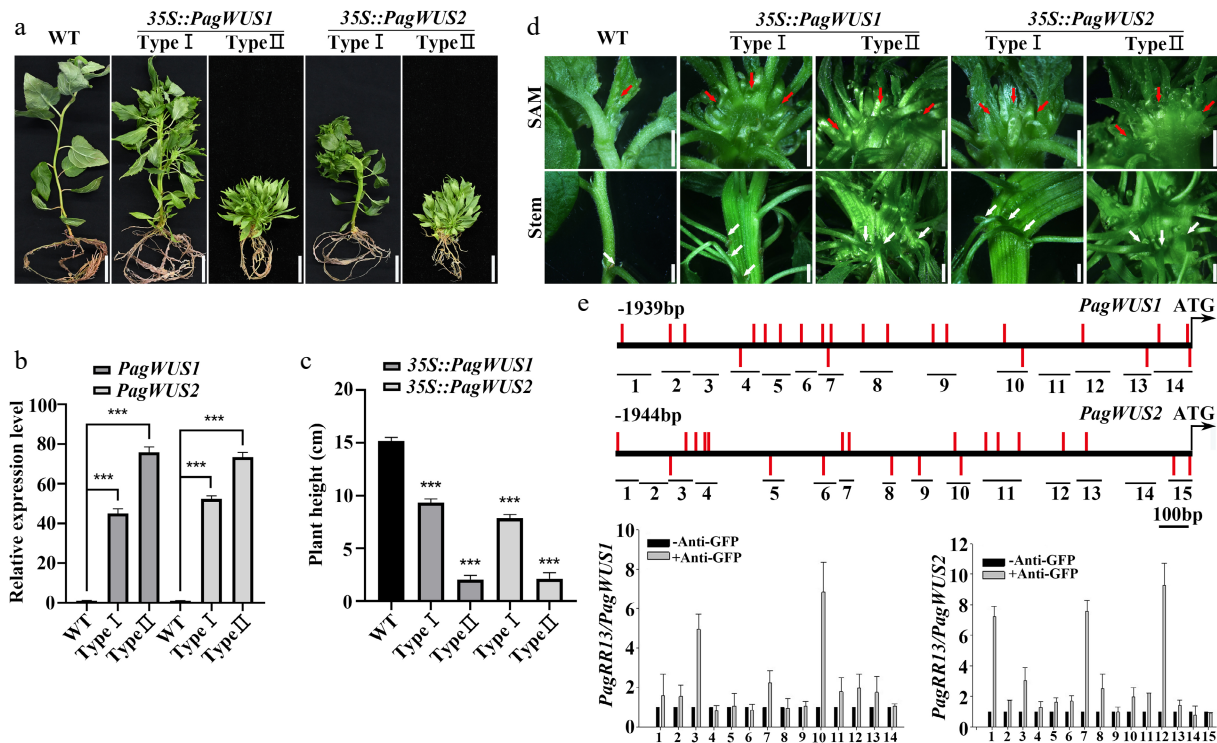 a
35S::PagWUS1 35S::PagWUS2
WT Type Ⅰ Type Ⅱ Type Ⅰ Type Ⅱ
b
PagWUS1
PagWUS2
Relative expression level
100
80
60
40
20
0
*** *** *** ***
WT Type Ⅰ Type Ⅱ WT Type Ⅰ Type Ⅱ
c
35S::PagWUS1
35S::PagWUS2
Plant height (cm)
20
15
10
5
0
*** *** *** ***
WT Type Ⅰ Type Ⅱ Type Ⅰ Type Ⅱ
d
35S::PagWUS1 35S::PagWUS2
WT Type Ⅰ Type Ⅱ Type Ⅰ Type Ⅱ
SAM
Stem
e
-1939bp PagWUS1 ATG
1 2 3 4 5 6 7 8 9 10 11 12 13 14
-1944bp PagWUS2 ATG
1 2 3 4 5 6 7 8 9 10 11 12 13 14 15
100bp
PagRR13/PagWUS1
10
8
6
4
2
0
-Anti-GFP
+Anti-GFP
1 2 3 4 5 6 7 8 9 10 11 12 13 14
PagRR13/PagWUS2
12
10
8
6
4
2
0
-Anti-GFP
+Anti-GFP
1 2 3 4 5 6 7 8 9 10 11 12 13 14 15